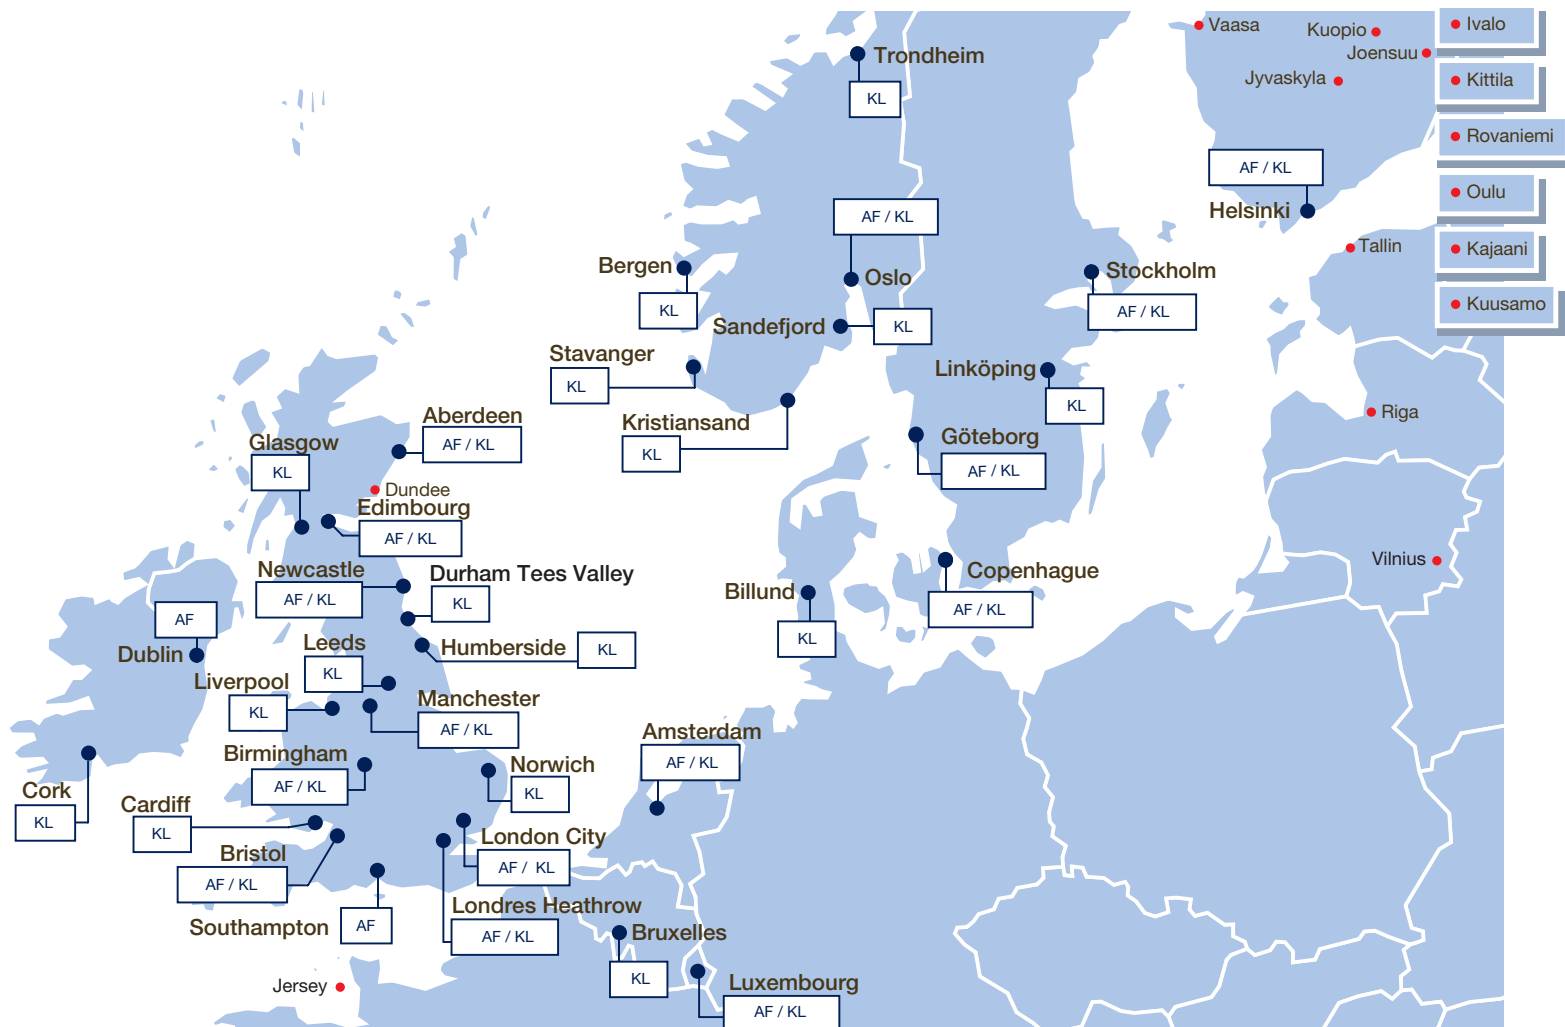 Vaasa
Kuopio
Ivalo
Joensuu
Trondheim
Jyvaskyla
Kittila
KL
Rovaniemi
AF / KL
Oulu
Helsinki
AF / KL
Tallin
Kajaani
Bergen
Oslo
Stockholm
Kuusamo
KL
AF / KL
Sandefjord
KL
Stavanger
Linköping
KL
KL
Aberdeen
Riga
Kristiansand
Glasgow
AF / KL
Göteborg
KL
KL
AF / KL
Dundee
Edimbourg
AF / KL
Vilnius
Newcastle
Durham Tees Valley
Copenhague
AF / KL
KL
Billund
AF / KL
AF
KL
Leeds
Humberside
KL
Dublin
KL
Liverpool
Manchester
KL
AF / KL
Amsterdam
Birmingham
Norwich
AF / KL
AF / KL
KL
Cork
Cardiff
KL
KL
London City
Bristol
AF / KL
AF / KL
Londres Heathrow
Southampton
AF
AF / KL
Bruxelles
KL
Jersey
Luxembourg
AF / KL